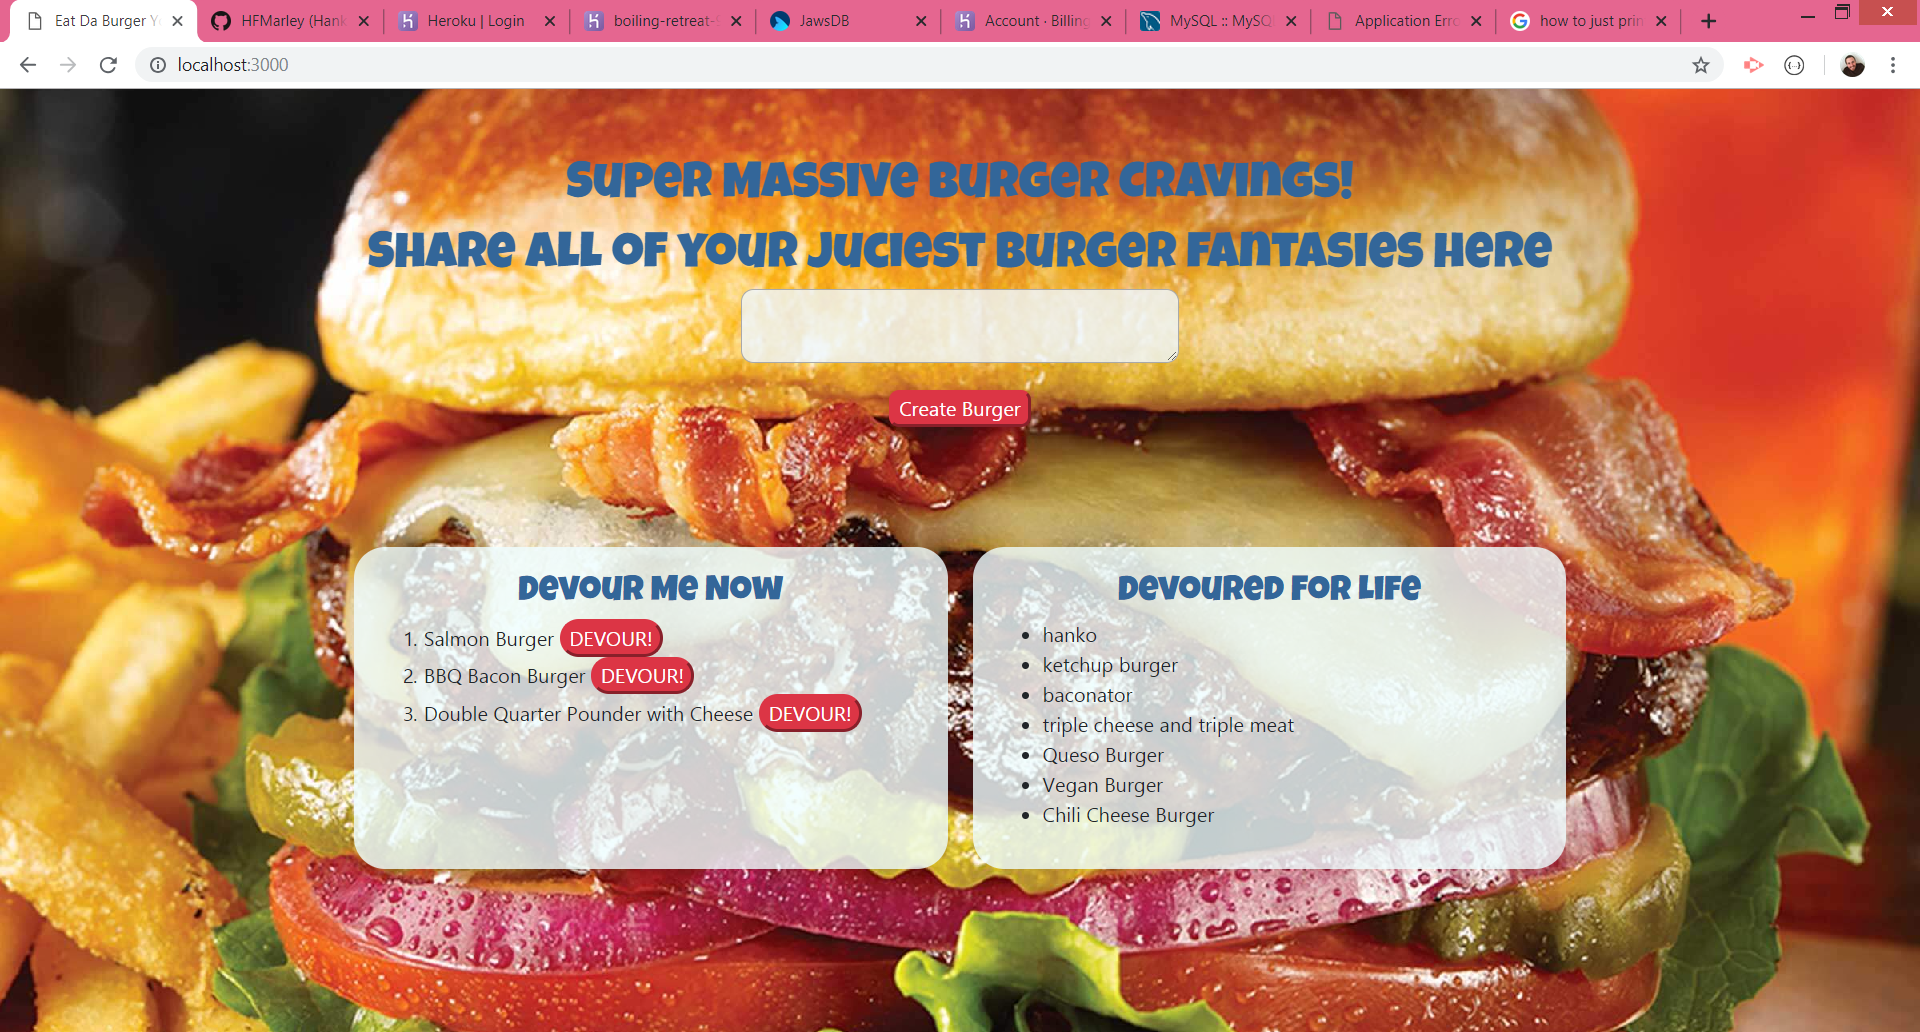 Eat Da Burger Y
HFMarley (Hank
Heroku | Login
boiling-retreat-
JawsDB
Account · Billing
MySQL :: MySQL
Application Erro
how to just prin
localhost:3000
Super Massive Burger Cravings!
Share all of your Juciest Burger Fantasies Here
Create Burger
Devour Me Now
1. Salmon Burger DEVOUR!
2. BBQ Bacon Burger DEVOUR!
3. Double Quarter Pounder with Cheese DEVOUR!
Devoured For Life
• hanko
• ketchup burger
• baconator
• triple cheese and triple meat
• Queso Burger
• Vegan Burger
• Chili Cheese Burger